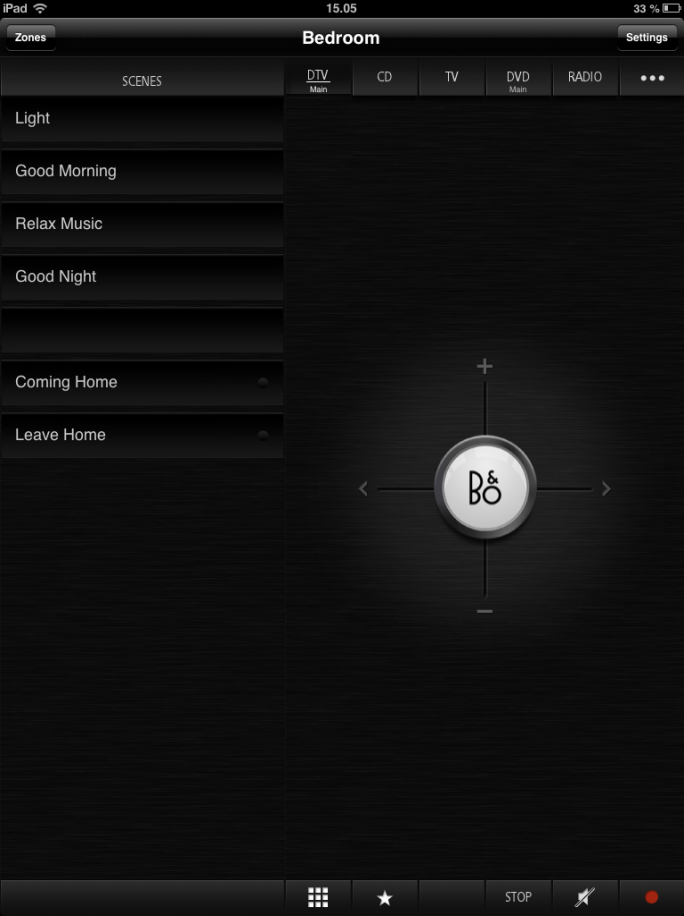 iPad 15.05 33 %
Zones Bedroom Settings
SCENES
Light
Good Morning
Relax Music
Good Night
Coming Home
Leave Home
DTV CD TV DVD RADIO •••
Main Main
+
< B&O >
−
STOP